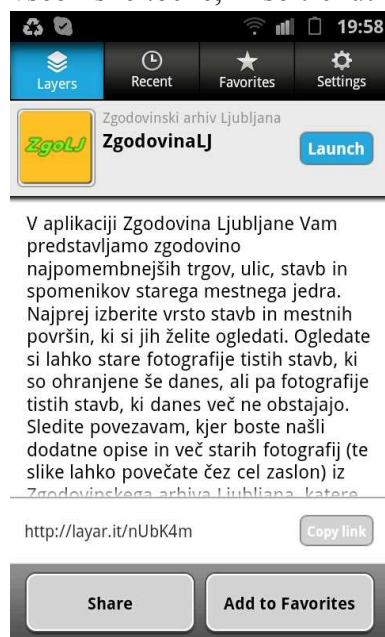 19:58
Layers
Recent
Favorites
Settings
ZgoLJ
Zgodovinski arhiv Ljubljana
ZgodovinaLJ
Launch
V aplikaciji Zgodovina Ljubljane Vam
predstavljamo zgodovino
najpomembnejših trgov, ulic, stavb in
spomenikov starega mestnega jedra.
Najprej izberite vrsto stavb in mestnih
površin, ki si jih želite ogledati. Ogledate
si lahko stare fotografije tistih stavb, ki
so ohranjene še danes, ali pa fotografije
tistih stavb, ki danes več ne obstajajo.
Sledite povezavam, kjer boste našli
dodatne opise in več starih fotografij (te
slike lahko povečate čez cel zaslon) iz
Zgodovinskega arhiva Ljubljana, katere
http://layar.it/nUbK4m
Copy link
Share
Add to Favorites